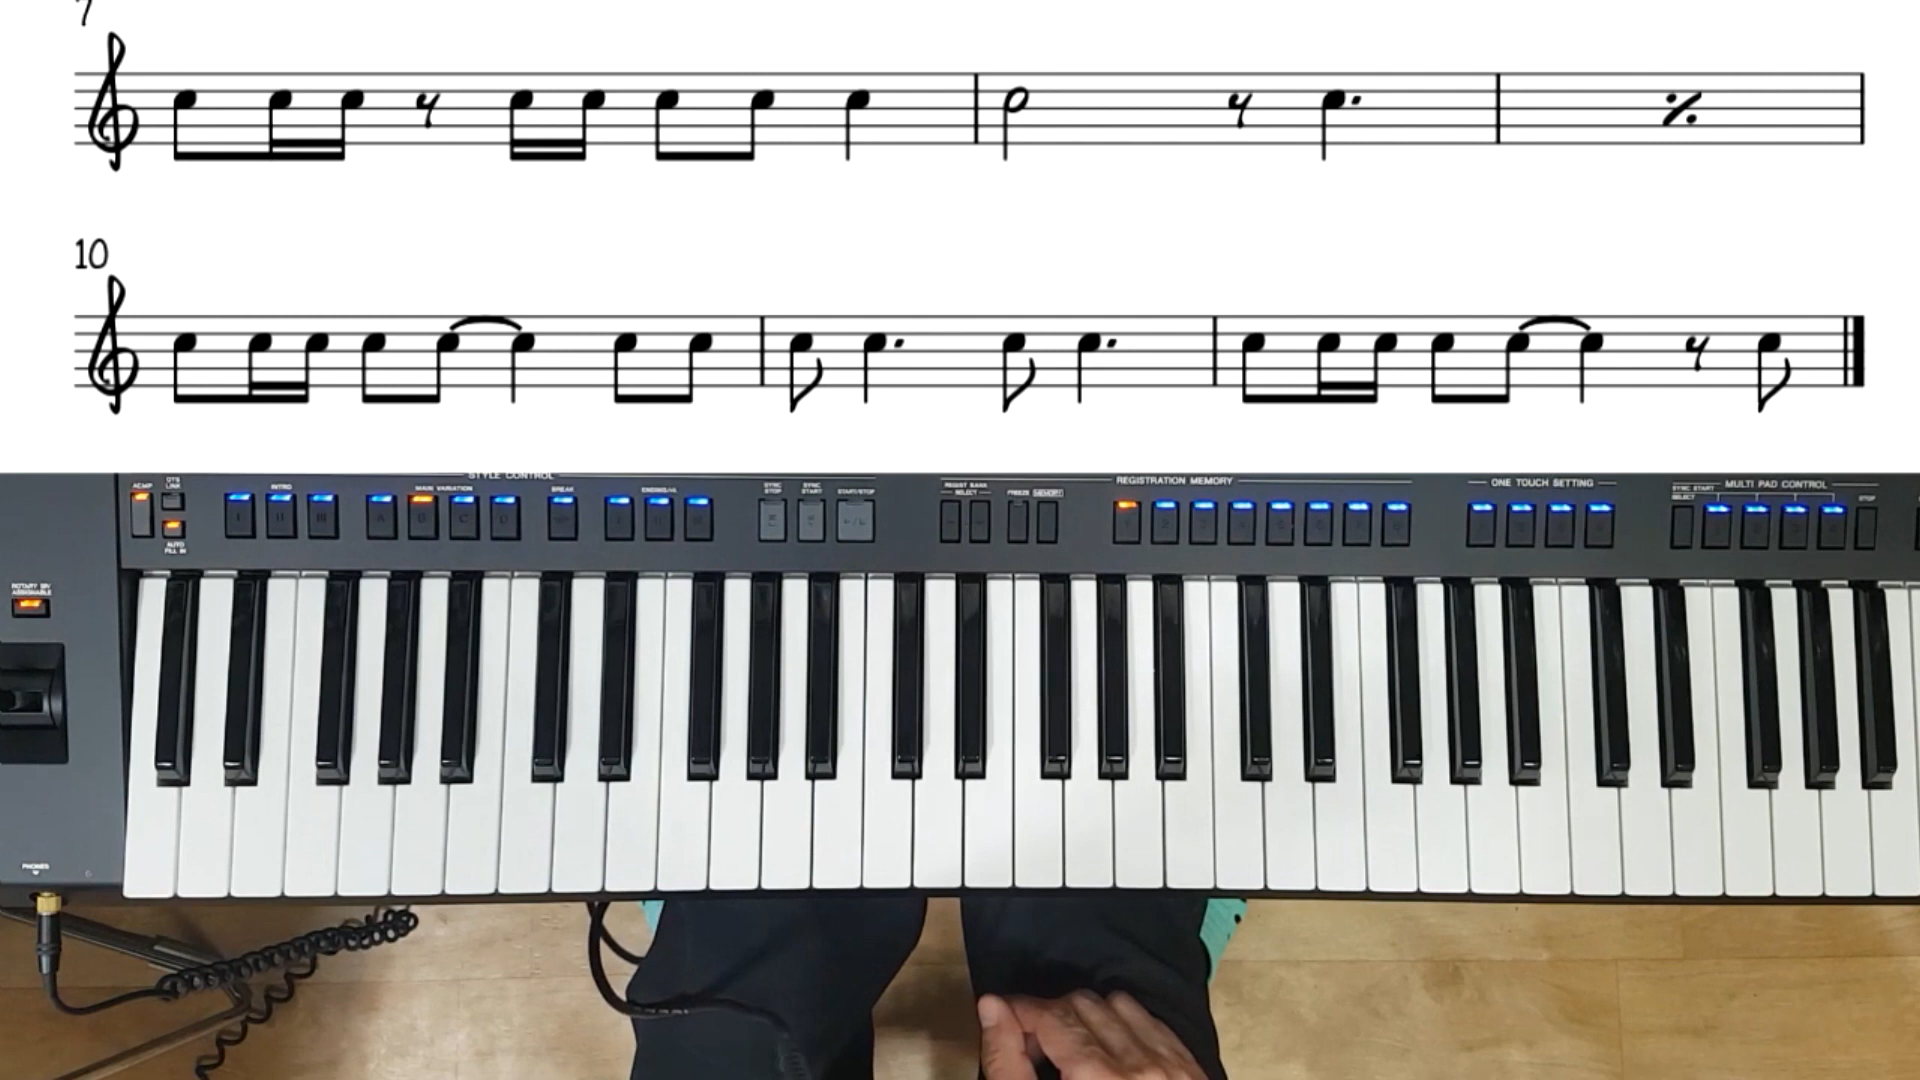 7
10
STYLE CONTROL
REGISTRATION MEMORY
ONE TOUCH SETTING
MULTI PAD CONTROL
ACMP
OTS LINK
INTRO
MAIN VARIATION
BREAK
ENDING/rit.
SYNC STOP
SYNC START
START/STOP
REGIST BANK
SELECT
FREEZE
MEMORY
SYNC START
SELECT
STOP
I
II
III
A
B
C
D
AUTO FILL IN
ROTARY SP/
ASSIGNABLE
PHONES